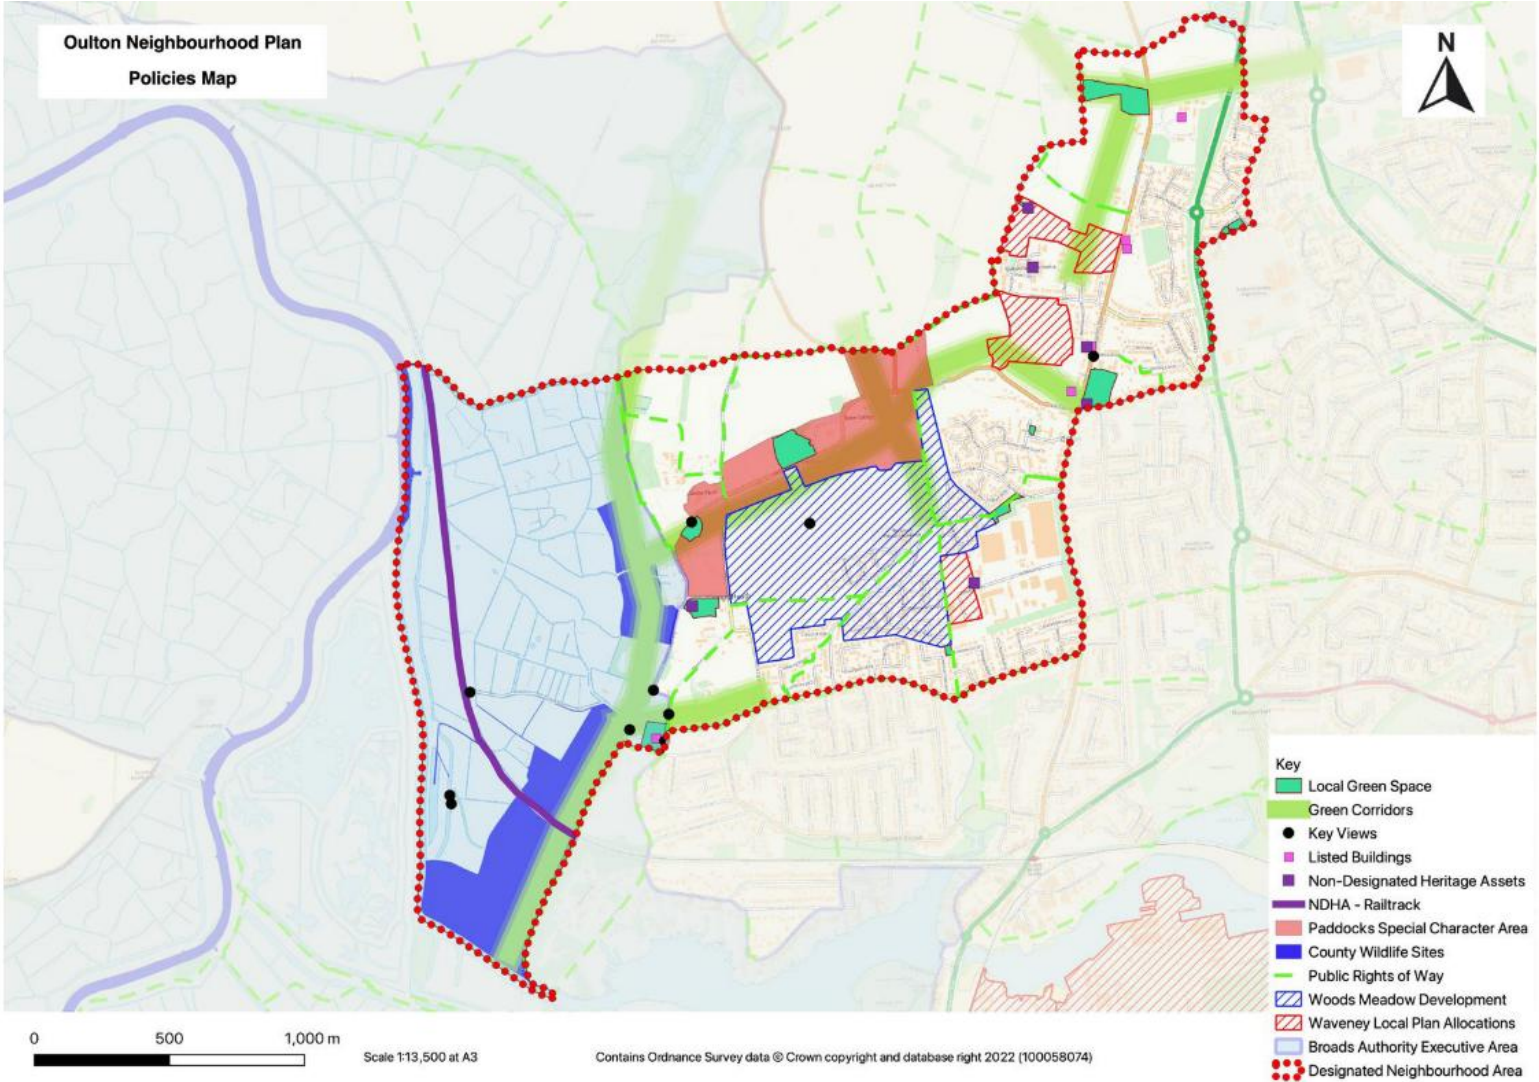 Oulton Neighbourhood Plan
Policies Map
N
Key
Local Green Space
Green Corridors
Key Views
Listed Buildings
Non-Designated Heritage Assets
NDHA - Railtrack
Paddocks Special Character Area
County Wildlife Sites
Public Rights of Way
Woods Meadow Development
Waveney Local Plan Allocations
Broads Authority Executive Area
Designated Neighbourhood Area
0 500 1,000 m
Scale 1:13,500 at A3
Contains Ordnance Survey data © Crown copyright and database right 2022 (100058074)